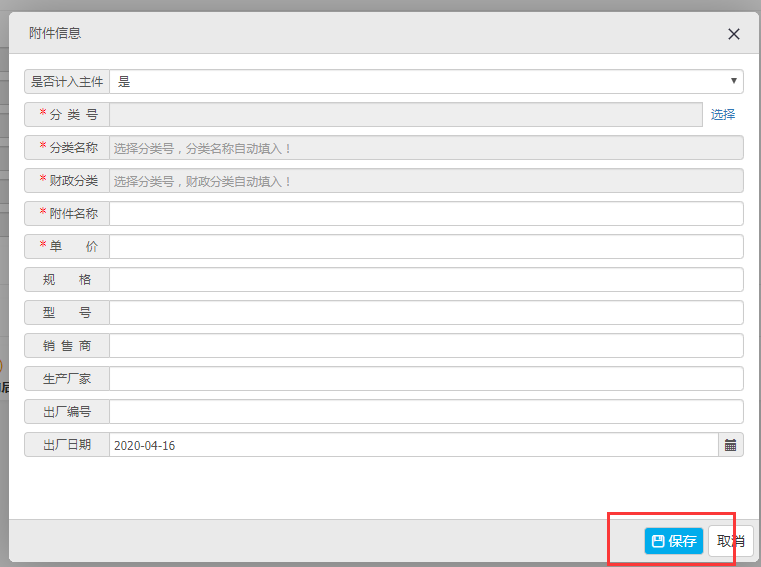 附件信息
是否计入主件 是
* 分 类 号 选择
* 分类名称 选择分类号，分类名称自动填入！
* 财政分类 选择分类号，财政分类自动填入！
* 附件名称
* 单 价
规 格
型 号
销 售 商
生产厂家
出厂编号
出厂日期 2020-04-16
保存 取消